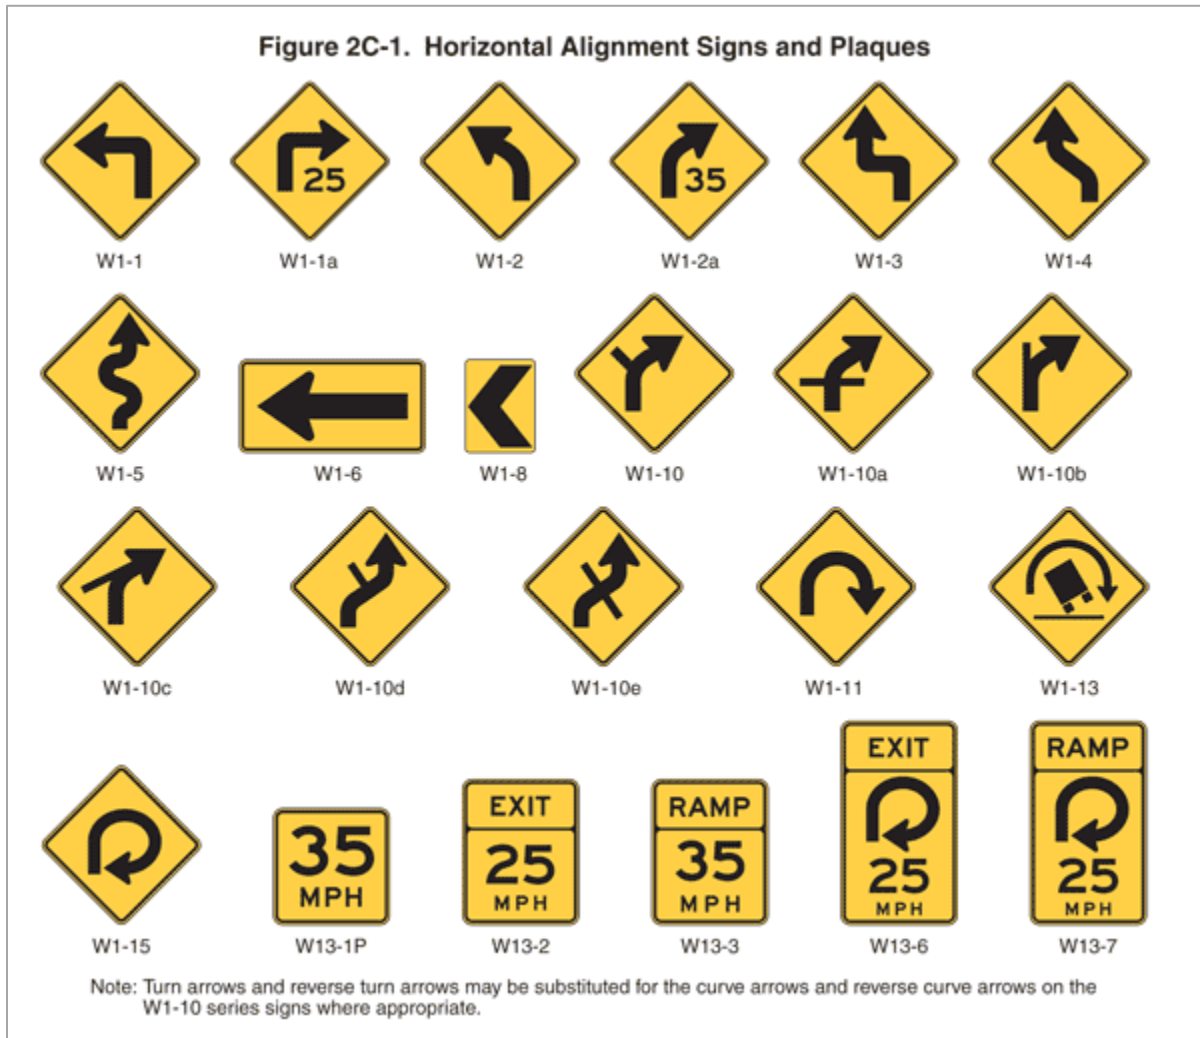 Figure 2C-1. Horizontal Alignment Signs and Plaques
25
35
W1-1
W1-1a
W1-2
W1-2a
W1-3
W1-4
W1-5
W1-6
W1-8
W1-10
W1-10a
W1-10b
W1-10c
W1-10d
W1-10e
W1-11
W1-13
35
MPH
EXIT
25
MPH
RAMP
35
MPH
EXIT
25
MPH
RAMP
25
MPH
W1-15
W13-1P
W13-2
W13-3
W13-6
W13-7
Note: Turn arrows and reverse turn arrows may be substituted for the curve arrows and reverse curve arrows on the
W1-10 series signs where appropriate.